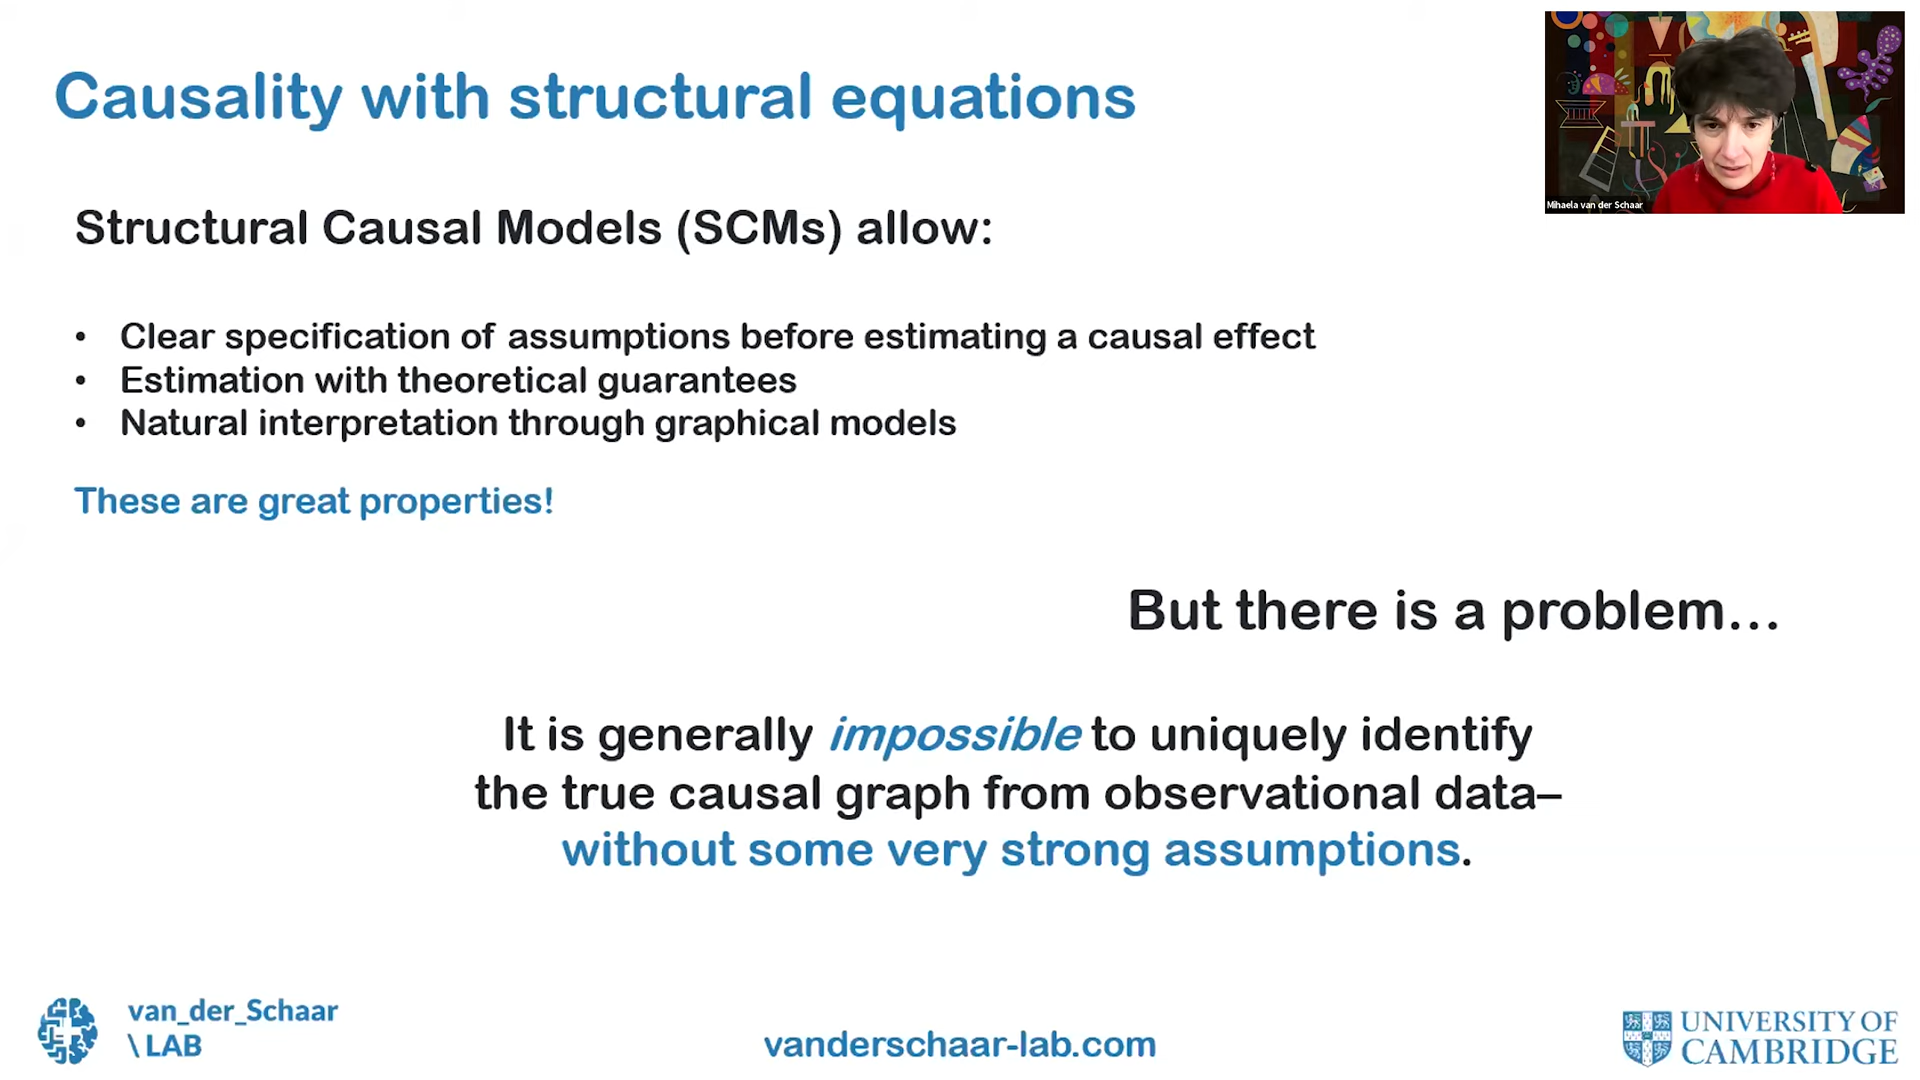 Causality with structural equations
Mihaela van der Schaar
Structural Causal Models (SCMs) allow:
• Clear specification of assumptions before estimating a causal effect
• Estimation with theoretical guarantees
• Natural interpretation through graphical models
These are great properties!
But there is a problem...
It is generally impossible to uniquely identify
the true causal graph from observational data–
without some very strong assumptions.
van_der_Schaar
\ LAB
vanderschaar-lab.com
UNIVERSITY OF
CAMBRIDGE